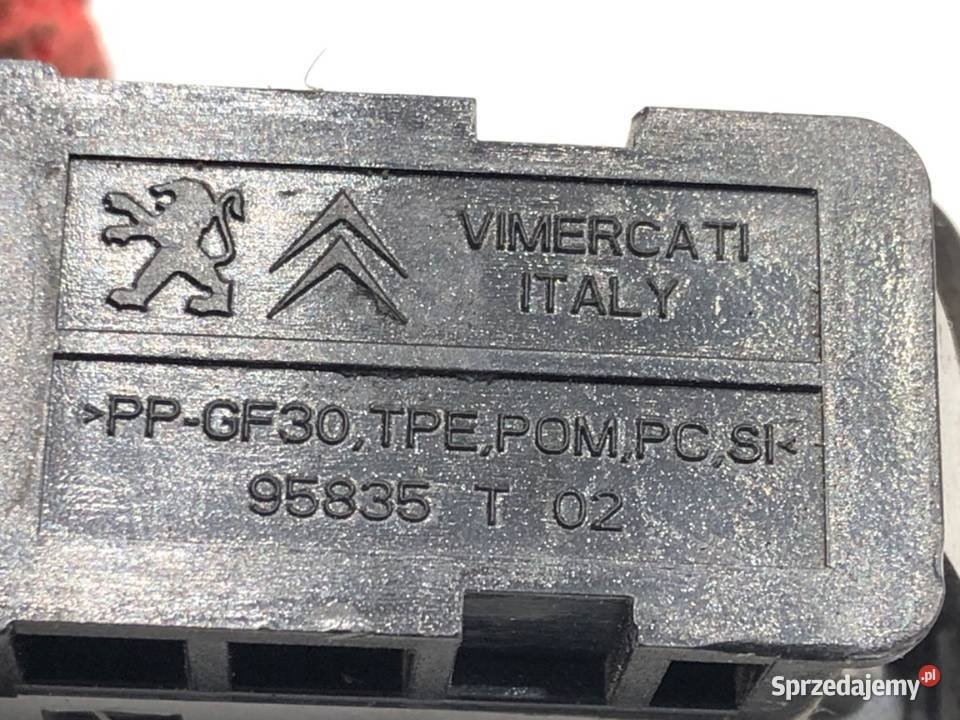 VIMERCATI
ITALY
>PP-GF30,TPE,POM,PC,SI<
95835 T 02
Sprzedajemy.pl